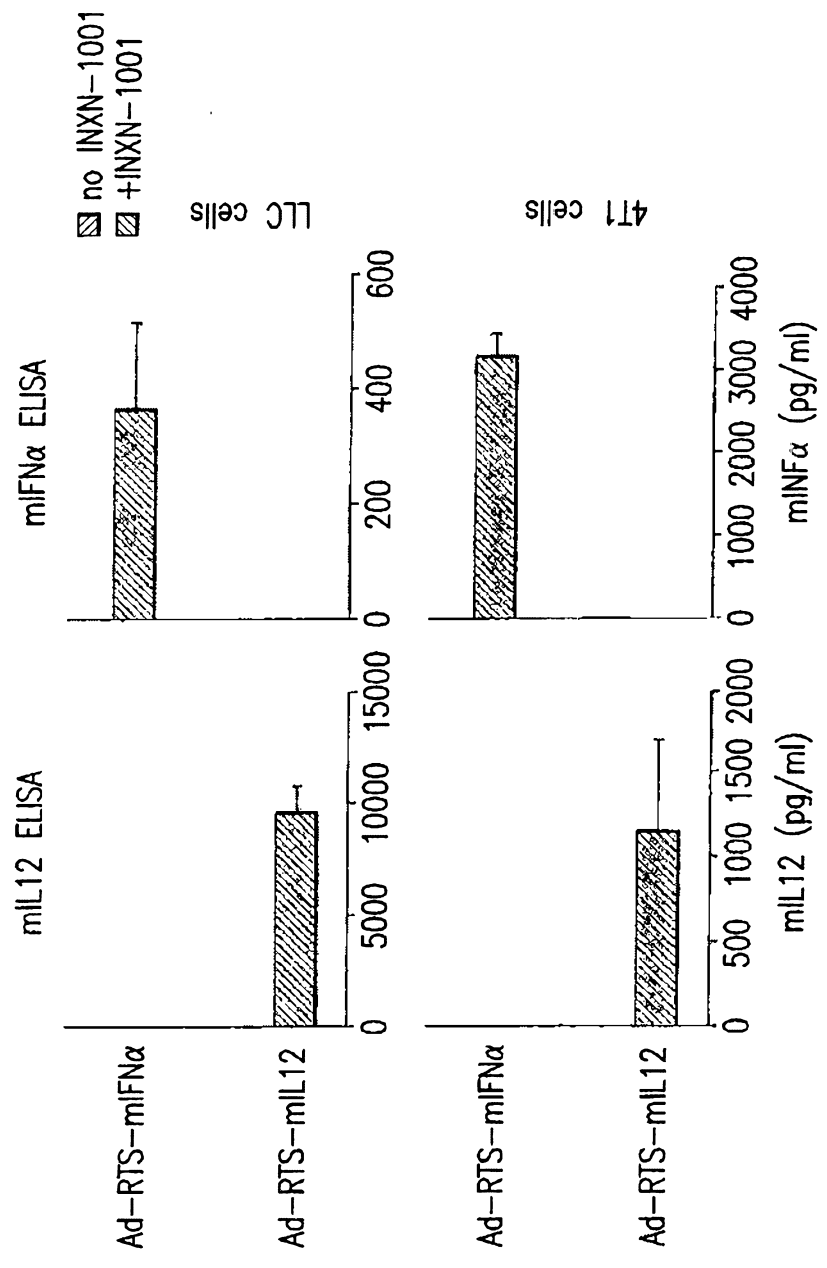 mIL12 ELISA
mIFNα ELISA
no INXN-1001
+INXN-1001
Ad-RTS-mIFNα
Ad-RTS-mIL12
0 5000 10000 15000
0 200 400 600
LLC cells
Ad-RTS-mIFNα
Ad-RTS-mIL12
0 500 1000 1500 2000
mIL12 (pg/ml)
0 1000 2000 3000 4000
mINFα (pg/ml)
4T1 cells